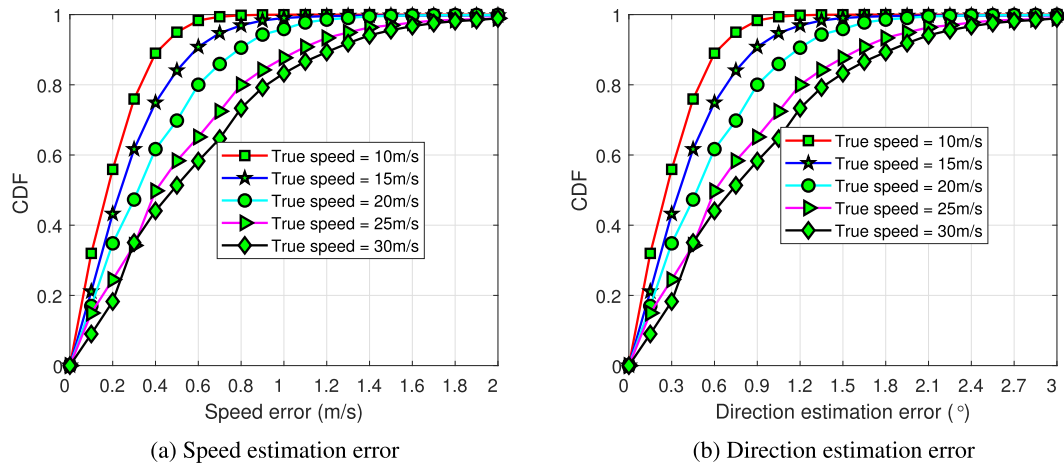 1
0.8
0.6
0.4
0.2
0
CDF
0 0.2 0.4 0.6 0.8 1 1.2 1.4 1.6 1.8 2
Speed error (m/s)
True speed = 10m/s
True speed = 15m/s
True speed = 20m/s
True speed = 25m/s
True speed = 30m/s
(a) Speed estimation error
1
0.8
0.6
0.4
0.2
0
CDF
0 0.3 0.6 0.9 1.2 1.5 1.8 2.1 2.4 2.7 3
Direction estimation error (°)
True speed = 10m/s
True speed = 15m/s
True speed = 20m/s
True speed = 25m/s
True speed = 30m/s
(b) Direction estimation error